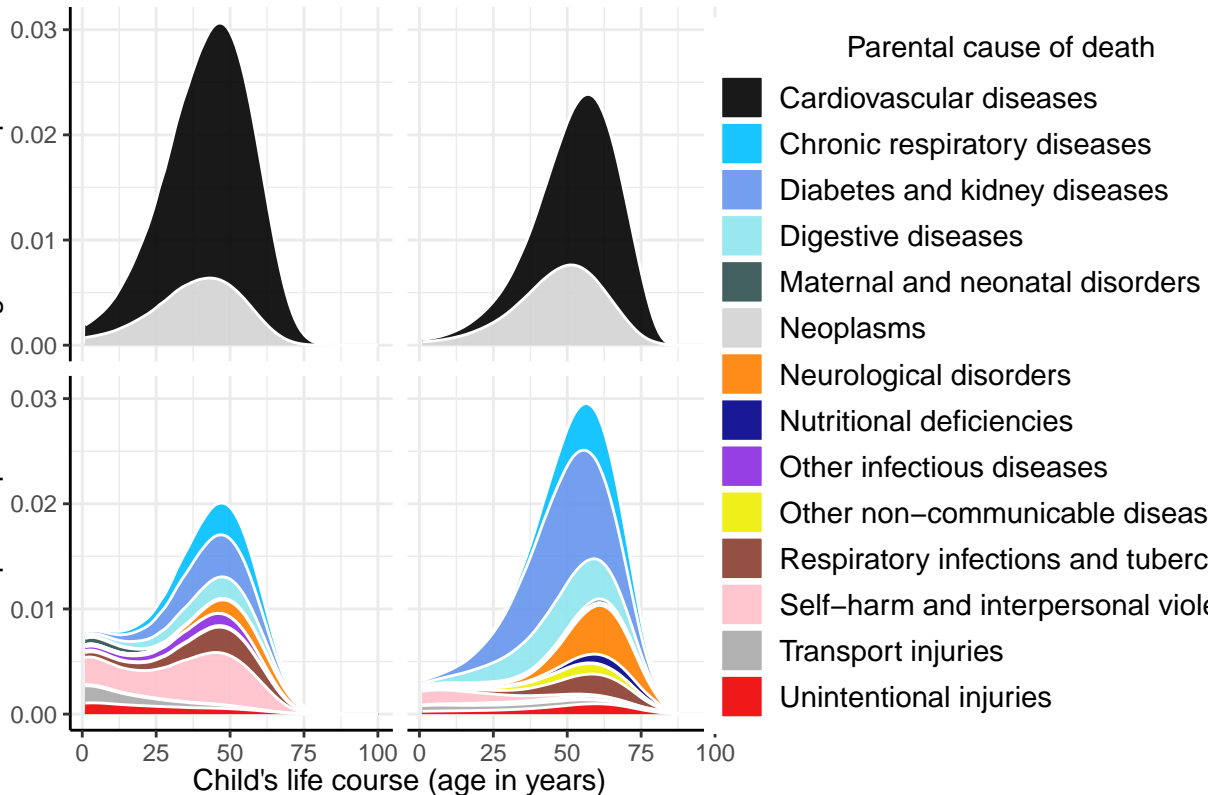 0.03
0.02
0.01
0.00
0.03
0.02
0.01
0.00
0 25 50 75 100 0 25 50 75 100
Child's life course (age in years)
Parental cause of death
Cardiovascular diseases
Chronic respiratory diseases
Diabetes and kidney diseases
Digestive diseases
Maternal and neonatal disorders
Neoplasms
Neurological disorders
Nutritional deficiencies
Other infectious diseases
Other non−communicable diseas
Respiratory infections and tuberc
Self−harm and interpersonal viole
Transport injuries
Unintentional injuries